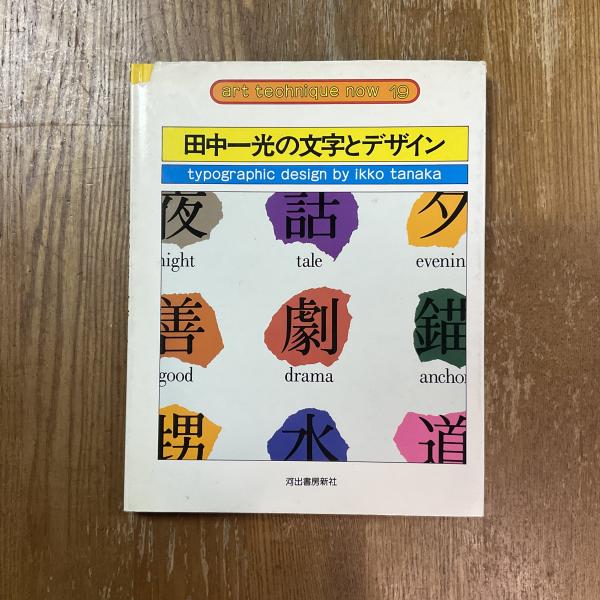 art technique now 19
田中一光の文字とデザイン
typographic design by ikko tanaka
夜 話 夕
night tale evenin
善 劇 錨
good drama ancho
甥 水 道
河出書房新社